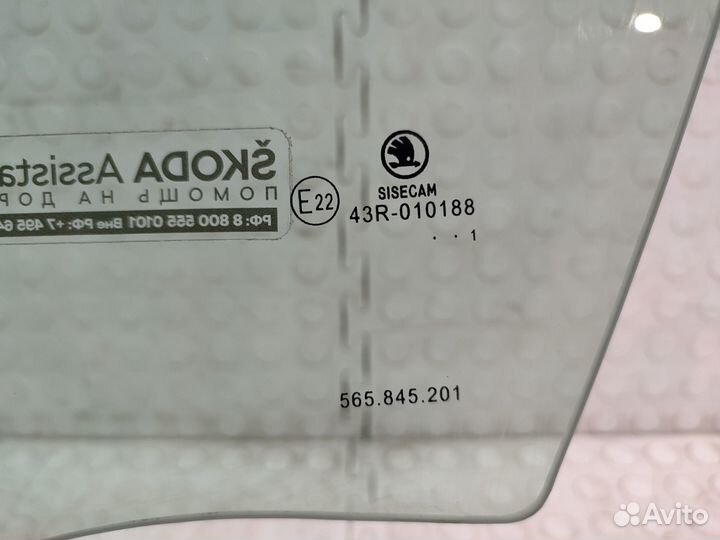 ŠKODA Assista
ПОМОЩЬ НА ДОР
РФ: 8 800 555 0101 Вне РФ: +7 495 64
E22
SISECAM
43R-010188
. . 1
565.845.201
Avito